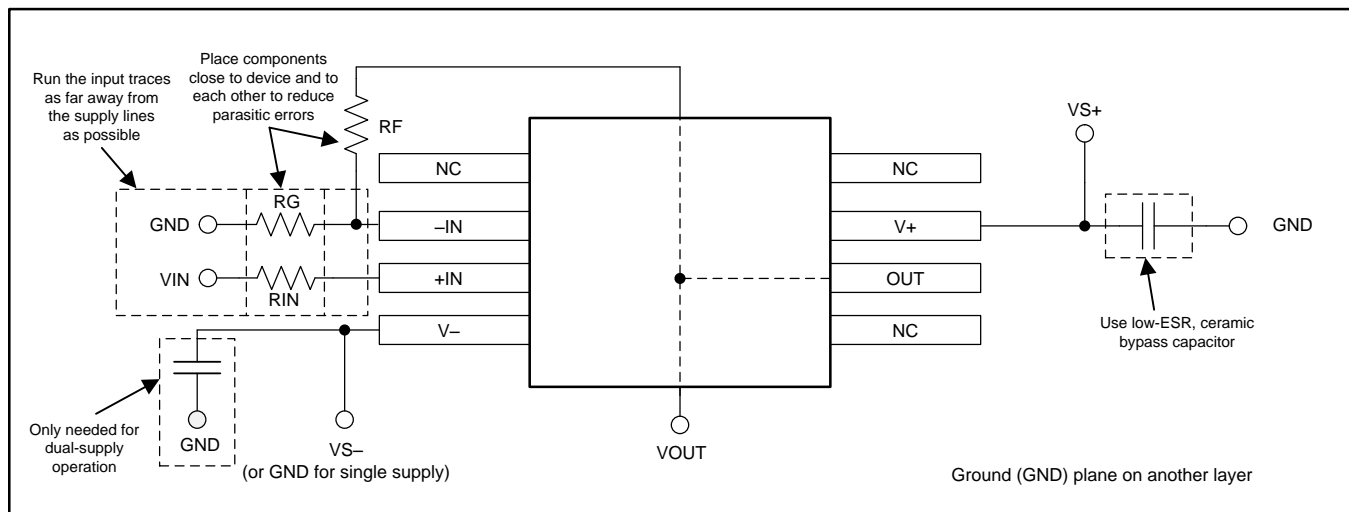 Run the input traces
as far away from
the supply lines
as possible
Place components
close to device and to
each other to reduce
parasitic errors
RF
VS+
NC
NC
RG
GND
–IN
V+
GND
VIN
RIN
+IN
OUT
V–
NC
Use low-ESR, ceramic
bypass capacitor
Only needed for
dual-supply
operation
GND
VS–
(or GND for single supply)
VOUT
Ground (GND) plane on another layer